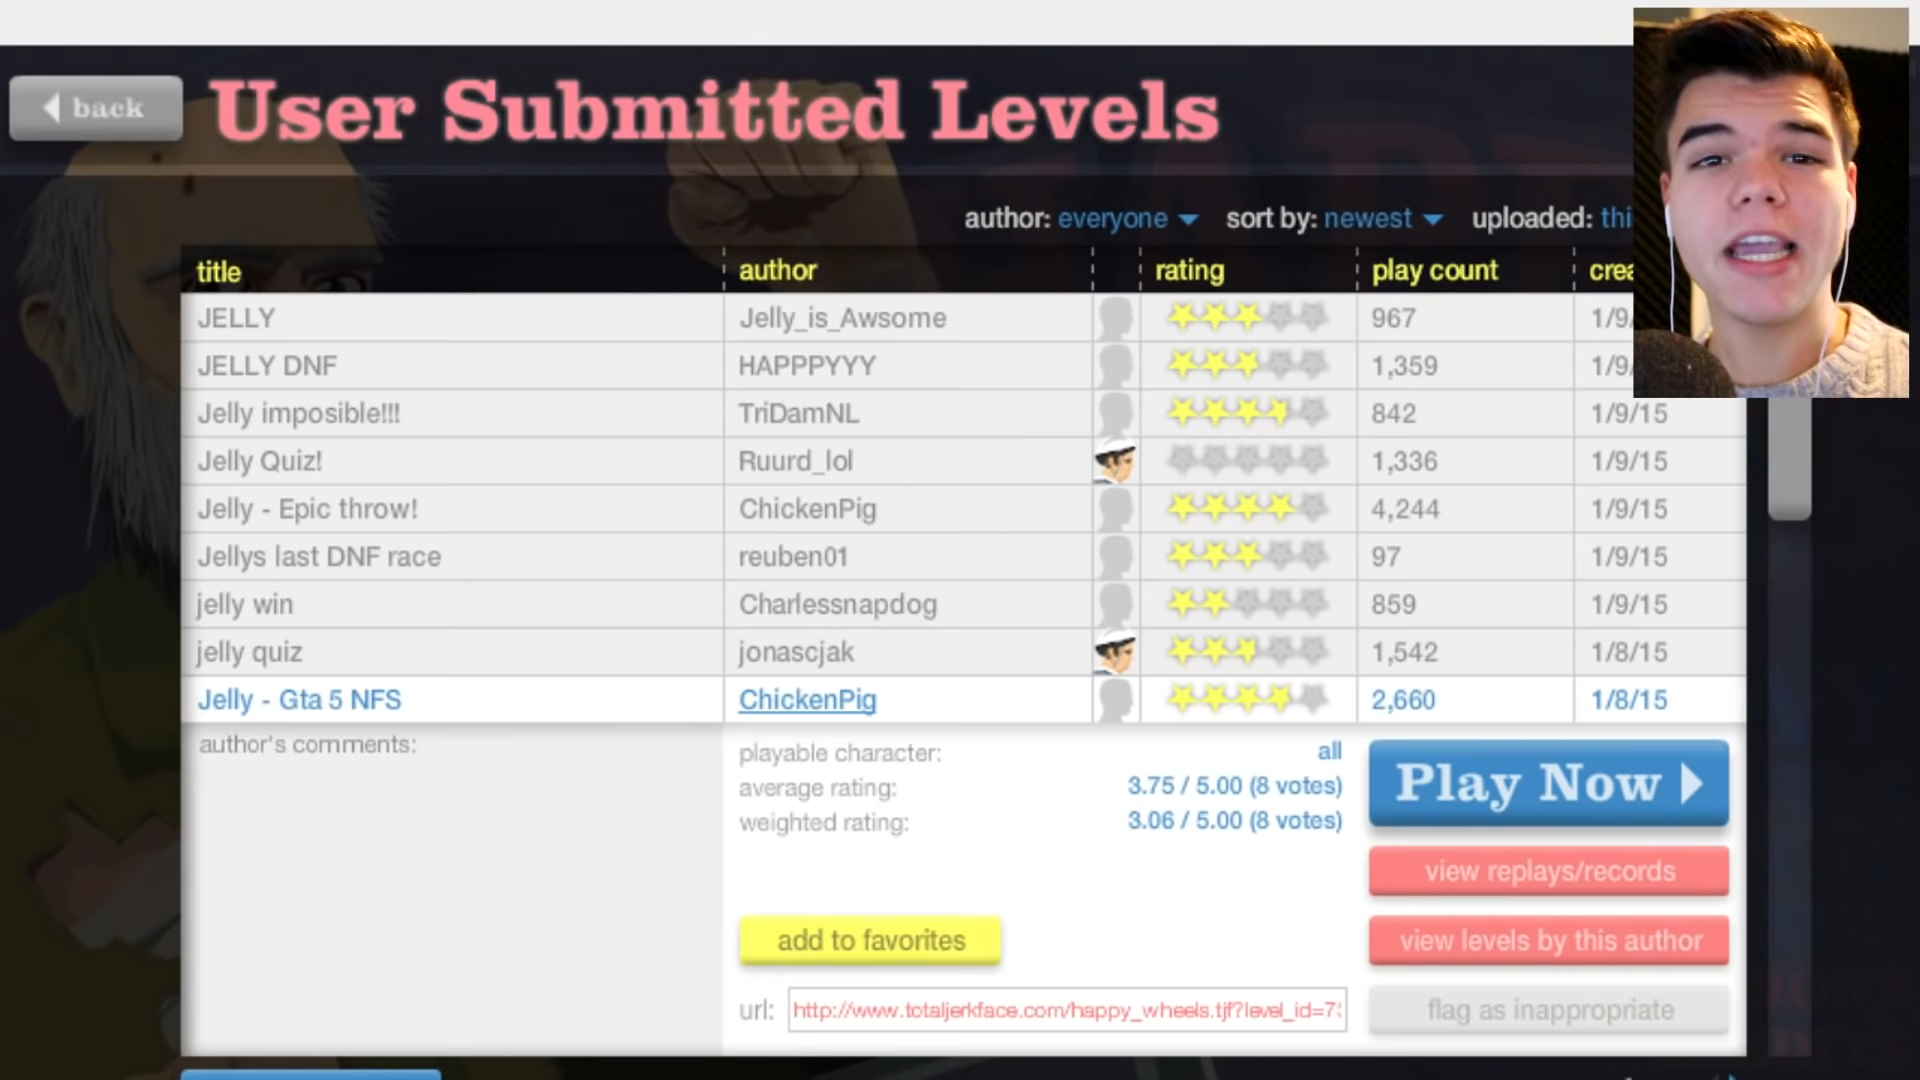 back
User Submitted Levels
author: everyone sort by: newest uploaded: thi
title author rating play count crea
JELLY Jelly_is_Awsome 967 1/9/
JELLY DNF HAPPPYYY 1,359 1/9/
Jelly imposible!!! TriDamNL 842 1/9/15
Jelly Quiz! Ruurd_lol 1,336 1/9/15
Jelly - Epic throw! ChickenPig 4,244 1/9/15
Jellys last DNF race reuben01 97 1/9/15
jelly win Charlessnapdog 859 1/9/15
jelly quiz jonascjak 1,542 1/8/15
Jelly - Gta 5 NFS ChickenPig 2,660 1/8/15
author's comments:
playable character: all
average rating: 3.75 / 5.00 (8 votes)
weighted rating: 3.06 / 5.00 (8 votes)
Play Now
view replays/records
add to favorites
view levels by this author
url: http://www.totaljerkface.com/happy_wheels.tjf?level_id=7
flag as inappropriate